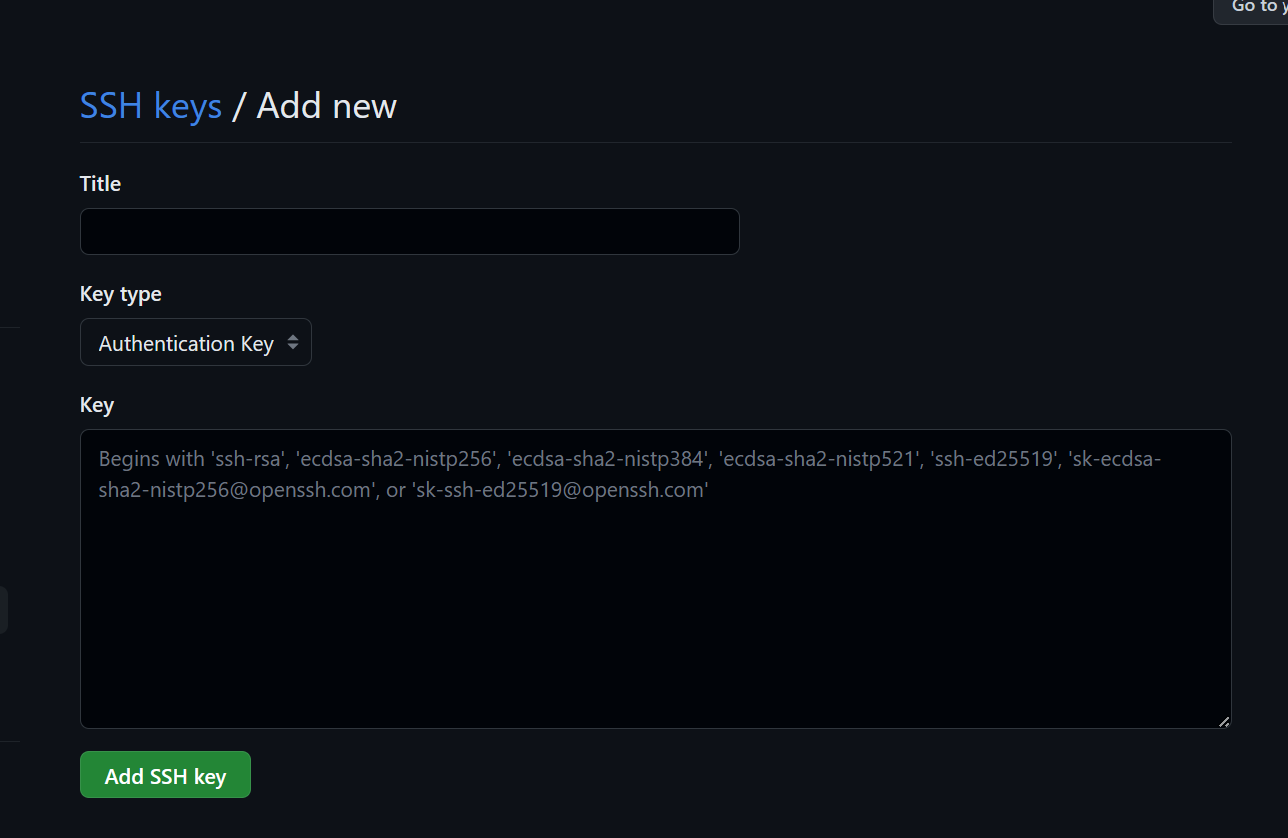 Go to
SSH keys / Add new
Title
Key type
Authentication Key
Key
Begins with 'ssh-rsa', 'ecdsa-sha2-nistp256', 'ecdsa-sha2-nistp384', 'ecdsa-sha2-nistp521', 'ssh-ed25519', 'sk-ecdsa-
sha2-nistp256@openssh.com', or 'sk-ssh-ed25519@openssh.com'
Add SSH key